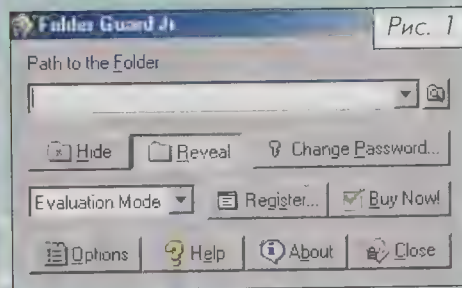 Folder Guard Jr
Рис. 1
Path to the Folder
Hide Reveal Change Password...
Evaluation Mode Register... Buy Now!
Options Help About Close